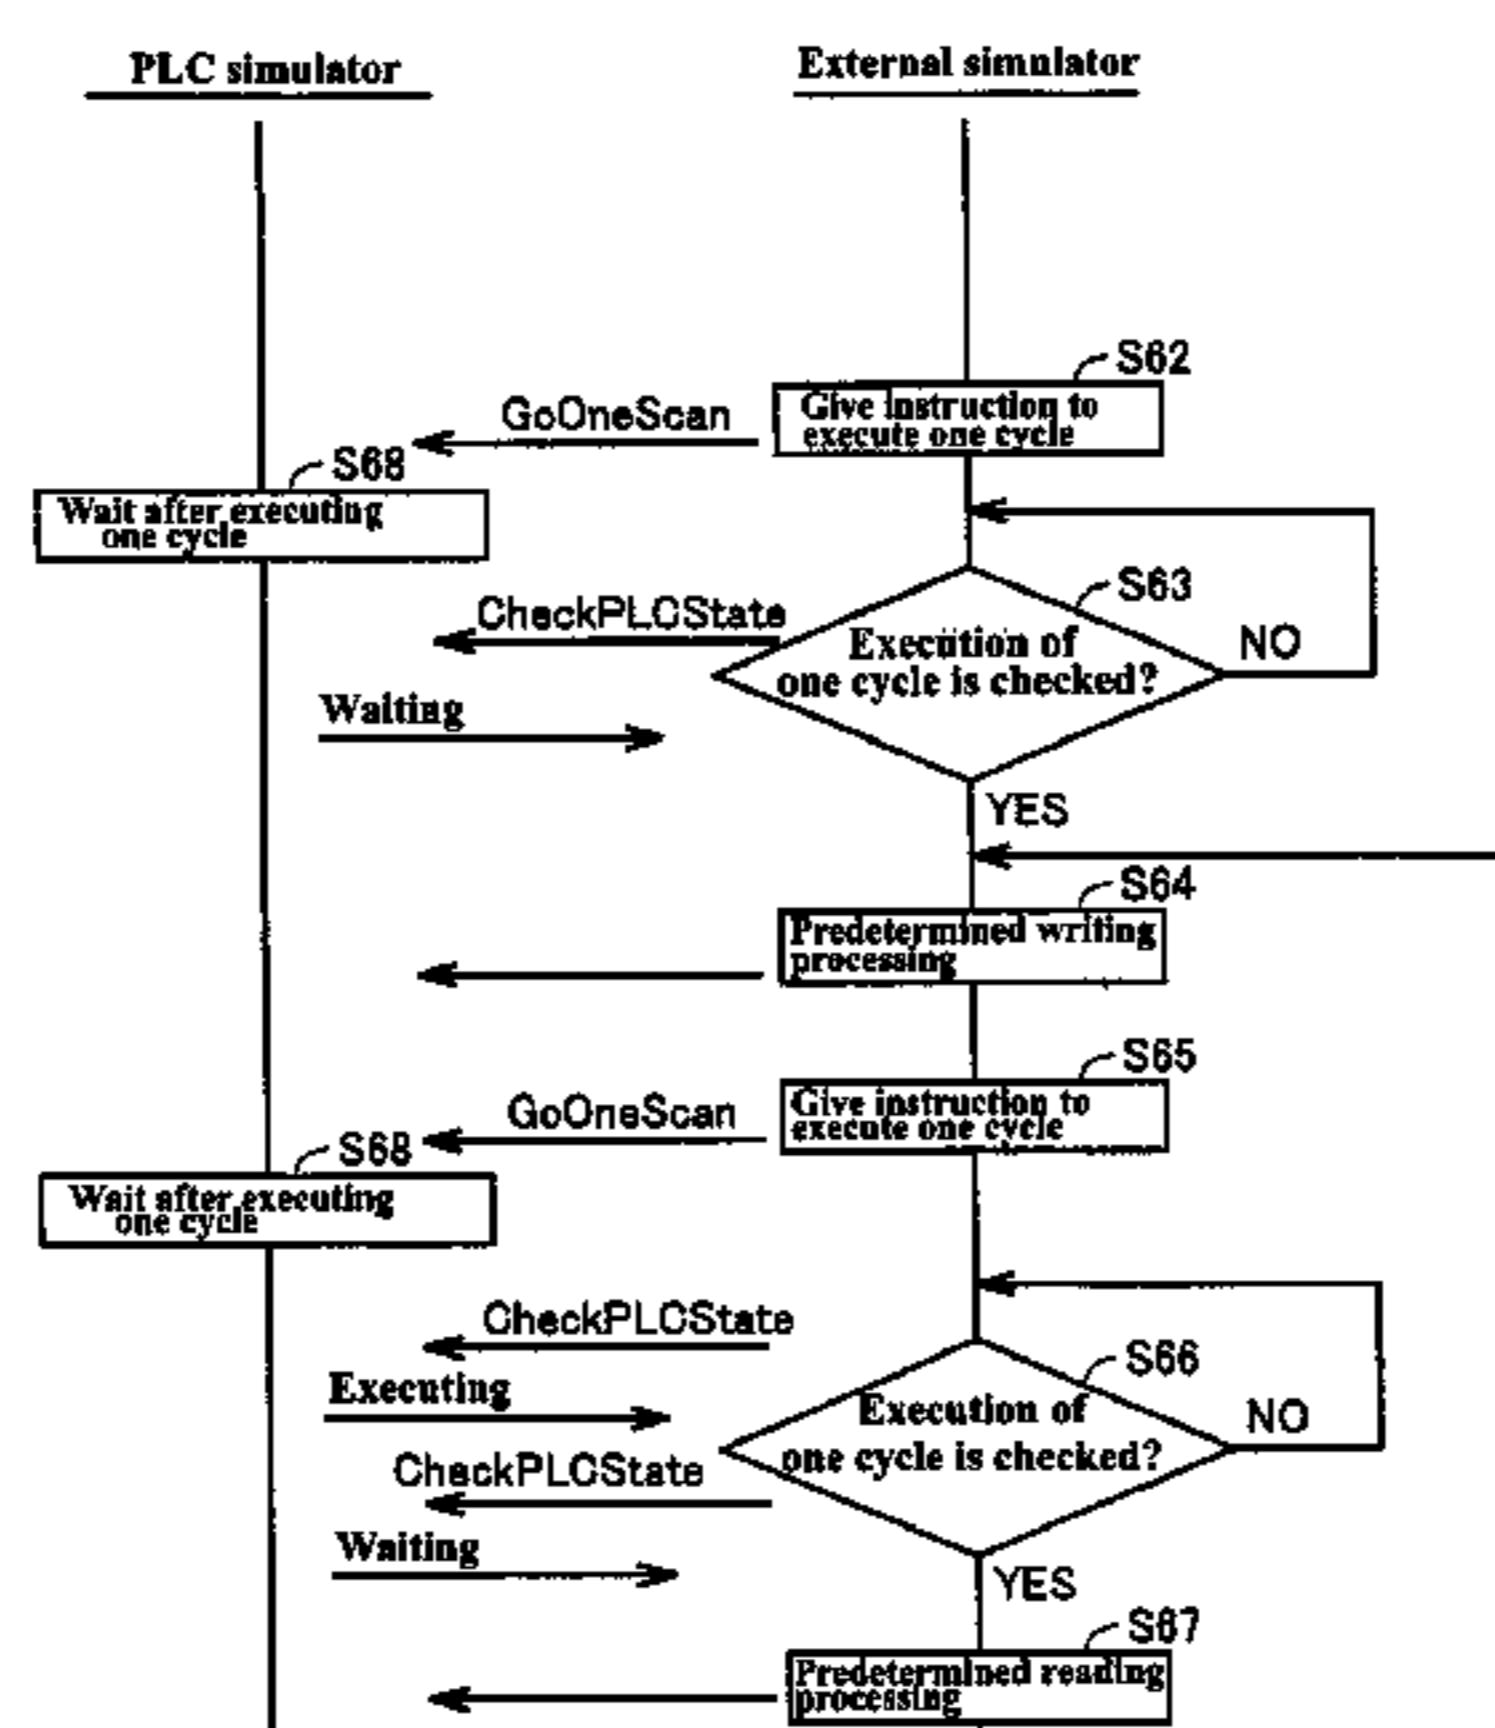 PLC simulator
External simulator
S62
Give instruction to
execute one cycle
GoOneScan
S68
Wait after executing
one cycle
S63
CheckPLCState
Execution of
one cycle is checked?
NO
Waiting
YES
S64
Predetermined writing
processing
S65
Give instruction to
execute one cycle
GoOneScan
S68
Wait after executing
one cycle
CheckPLCState
S66
Executing
Execution of
one cycle is checked?
NO
CheckPLCState
Waiting
YES
S67
Predetermined reading
processing